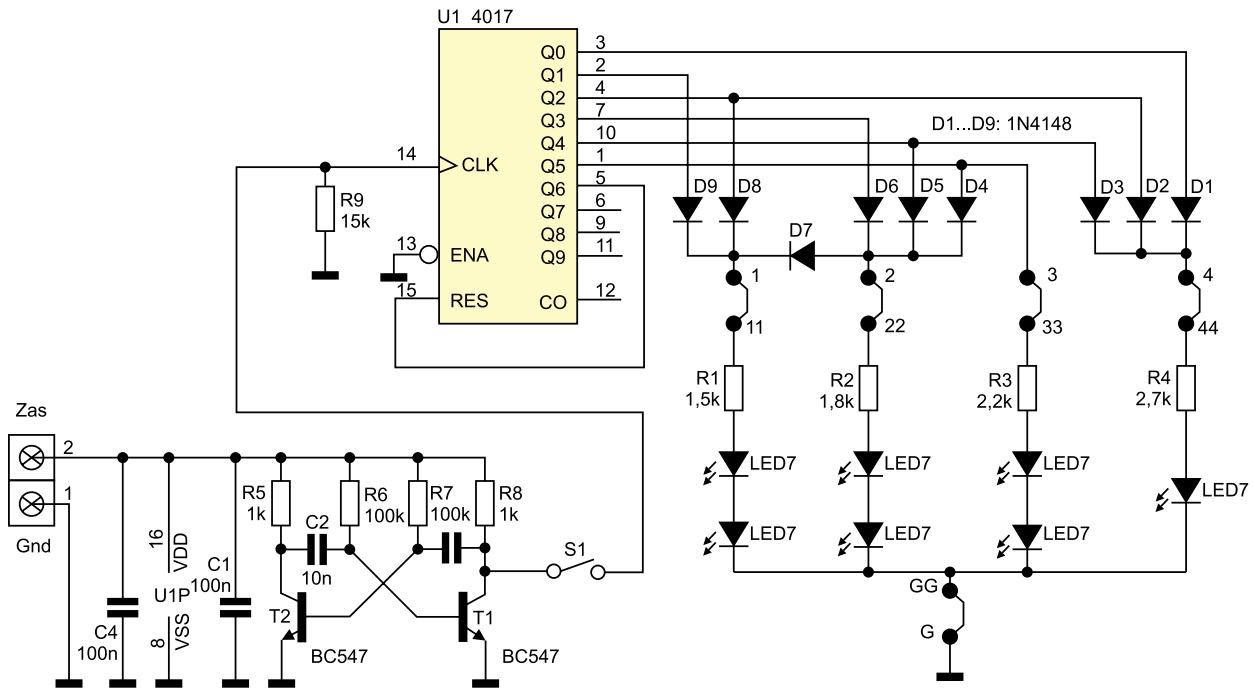 U1 4017
Q0 3
Q1 2
Q2 4
Q3 7
Q4 10
Q5 1
Q6 5
Q7 6
Q8 9
Q9 11
CO 12
14 CLK
13 ENA
15 RES
R9
15k
D1...D9: 1N4148
D9 D8 D6 D5 D4 D3 D2 D1
D7
1 2 3 4
11 22 33 44
R1
1,5k
R2
1,8k
R3
2,2k
R4
2,7k
LED7 LED7 LED7 LED7
LED7 LED7 LED7
GG
G
Zas
2
1
Gnd
R5
1k
R6
100k
R7
100k
R8
1k
C2
10n
16
VDD
U1P
8
VSS
C1
100n
C4
100n
T2
BC547
T1
BC547
S1